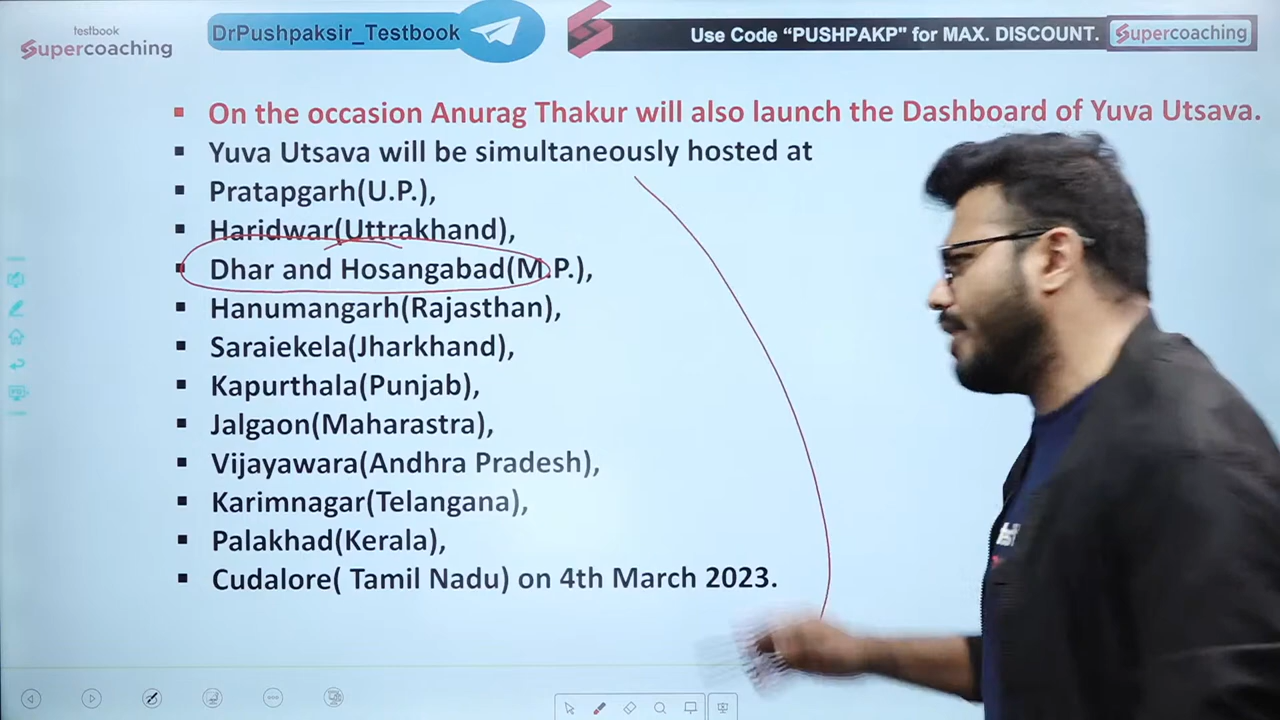 testbook
Supercoaching
DrPushpaksir_Testbook
Use Code “PUSHPAKP" for MAX. DISCOUNT.
Supercoaching
On the occasion Anurag Thakur will also launch the Dashboard of Yuva Utsava.
Yuva Utsava will be simultaneously hosted at
Pratapgarh(U.P.),
Haridwar(Uttrakhand),
Dhar and Hosangabad(M.P.),
Hanumangarh(Rajasthan),
Saraiekela(Jharkhand),
Kapurthala(Punjab),
Jalgaon(Maharastra),
Vijayawara(Andhra Pradesh),
Karimnagar(Telangana),
Palakhad(Kerala),
Cudalore( Tamil Nadu) on 4th March 2023.